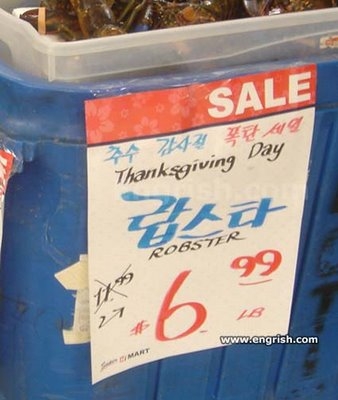 SALE
추수 감사절 폭탄 세일
Thanksgiving Day
랍스타
ROBSTER
11.99
$6.99
LB
MART
www.engrish.com